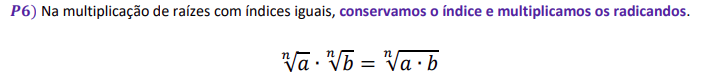 P6) Na multiplicação de raízes com índices iguais, conservamos o índice e multiplicamos os radicandos.
ⁿ√a · ⁿ√b = ⁿ√(a · b)